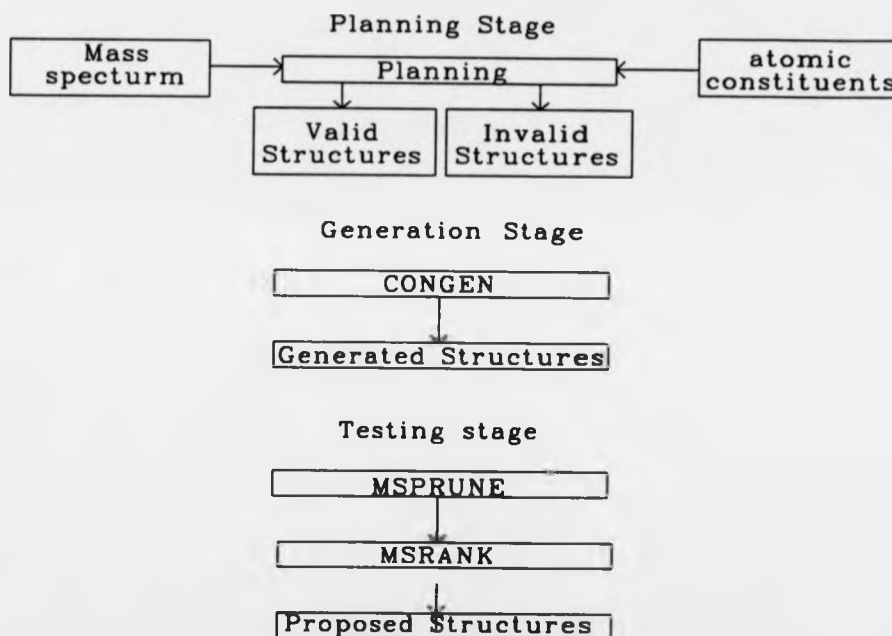 Planning Stage
Mass
specturm
Planning
atomic
constituents
Valid
Structures
Invalid
Structures
Generation Stage
CONGEN
Generated Structures
Testing stage
MSPRUNE
MSRANK
Proposed Structures